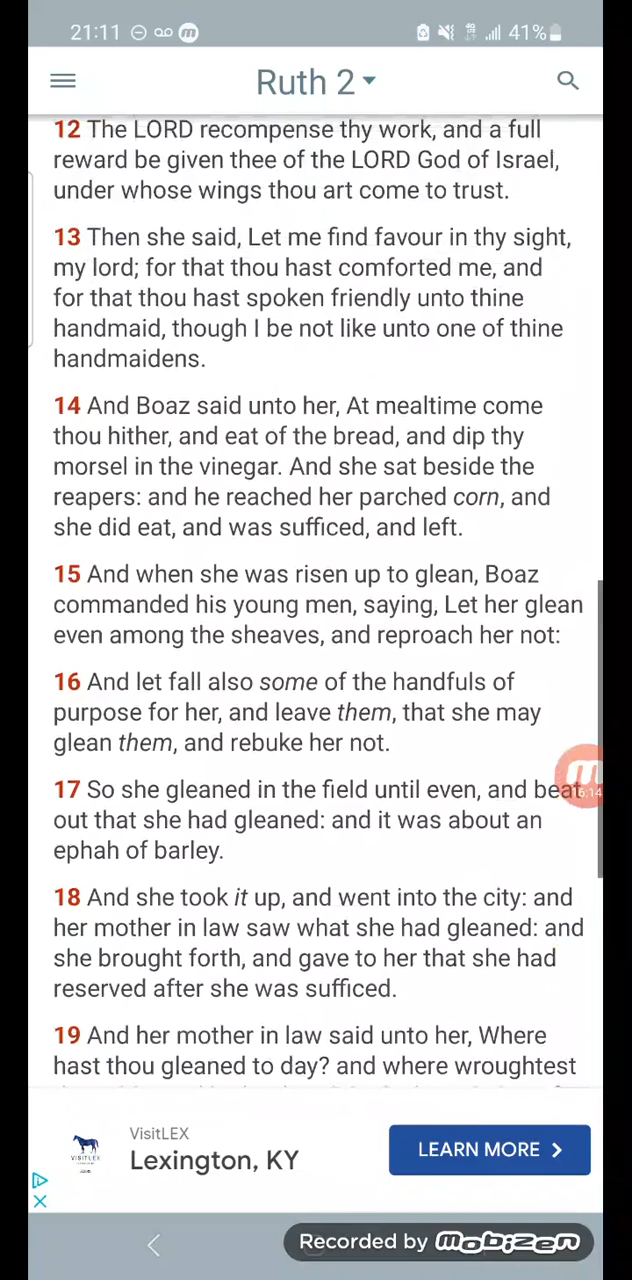 21:11 41%
Ruth 2
12 The LORD recompense thy work, and a full
reward be given thee of the LORD God of Israel,
under whose wings thou art come to trust.
13 Then she said, Let me find favour in thy sight,
my lord; for that thou hast comforted me, and
for that thou hast spoken friendly unto thine
handmaid, though I be not like unto one of thine
handmaidens.
14 And Boaz said unto her, At mealtime come
thou hither, and eat of the bread, and dip thy
morsel in the vinegar. And she sat beside the
reapers: and he reached her parched corn, and
she did eat, and was sufficed, and left.
15 And when she was risen up to glean, Boaz
commanded his young men, saying, Let her glean
even among the sheaves, and reproach her not:
16 And let fall also some of the handfuls of
purpose for her, and leave them, that she may
glean them, and rebuke her not.
17 So she gleaned in the field until even, and beat
out that she had gleaned: and it was about an
ephah of barley.
18 And she took it up, and went into the city: and
her mother in law saw what she had gleaned: and
she brought forth, and gave to her that she had
reserved after she was sufficed.
19 And her mother in law said unto her, Where
hast thou gleaned to day? and where wroughtest
VisitLEX
Lexington, KY
VISITLEX
LEARN MORE
Recorded by mobizen